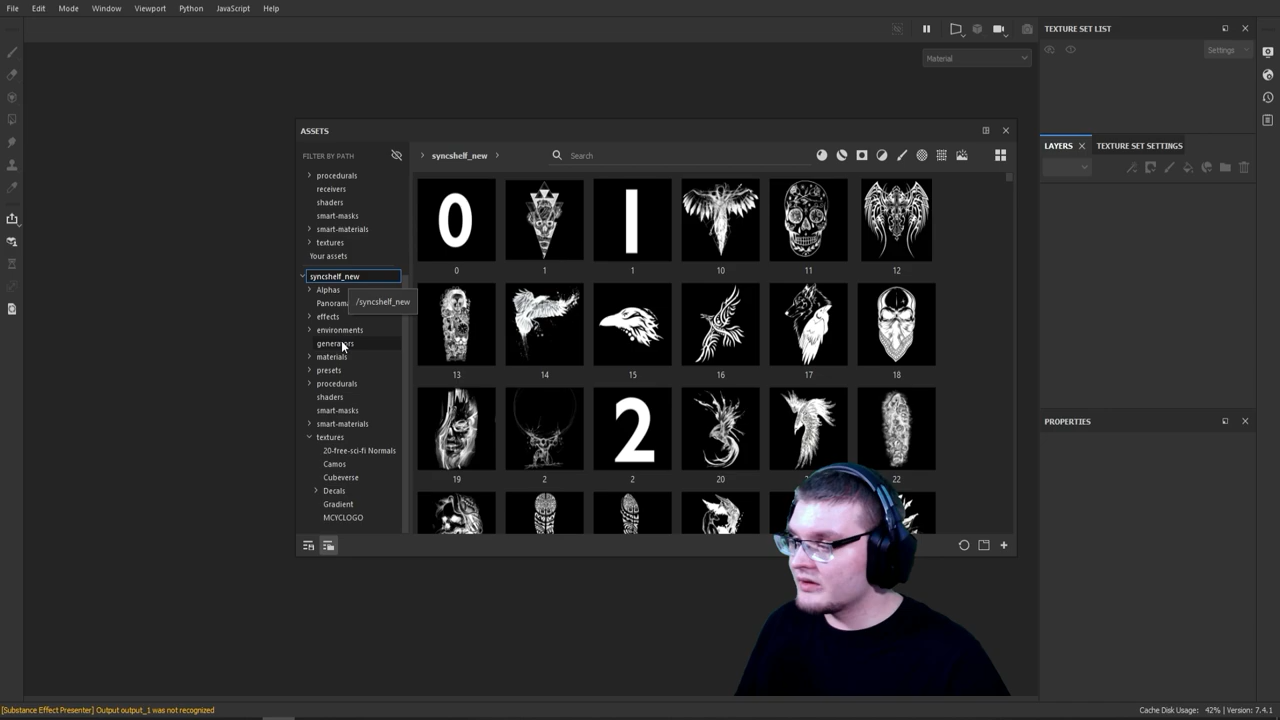 File Edit Mode Window Viewport Python JavaScript Help
TEXTURE SET LIST
Settings
Material
ASSETS
FILTER BY PATH
syncshelf_new
Search
procedurals
receivers
shaders
smart-masks
smart-materials
textures
Your assets
syncshelf_new
Alphas
/syncshelf_new
effects
environments
generators
materials
presets
procedurals
shaders
smart-masks
smart-materials
textures
20-free-sci-fi Normals
Camos
Cubeverse
Decals
Gradient
MCYCLOGO
0 1
0 1 1 10 11 12
13 14 15 16 17 18
2
19 2 2 20 22
LAYERS TEXTURE SET SETTINGS
PROPERTIES
[Substance Effect Presenter] Output output_1 was not recognized
Cache Disk Usage: 42% | Version: 7.4.1